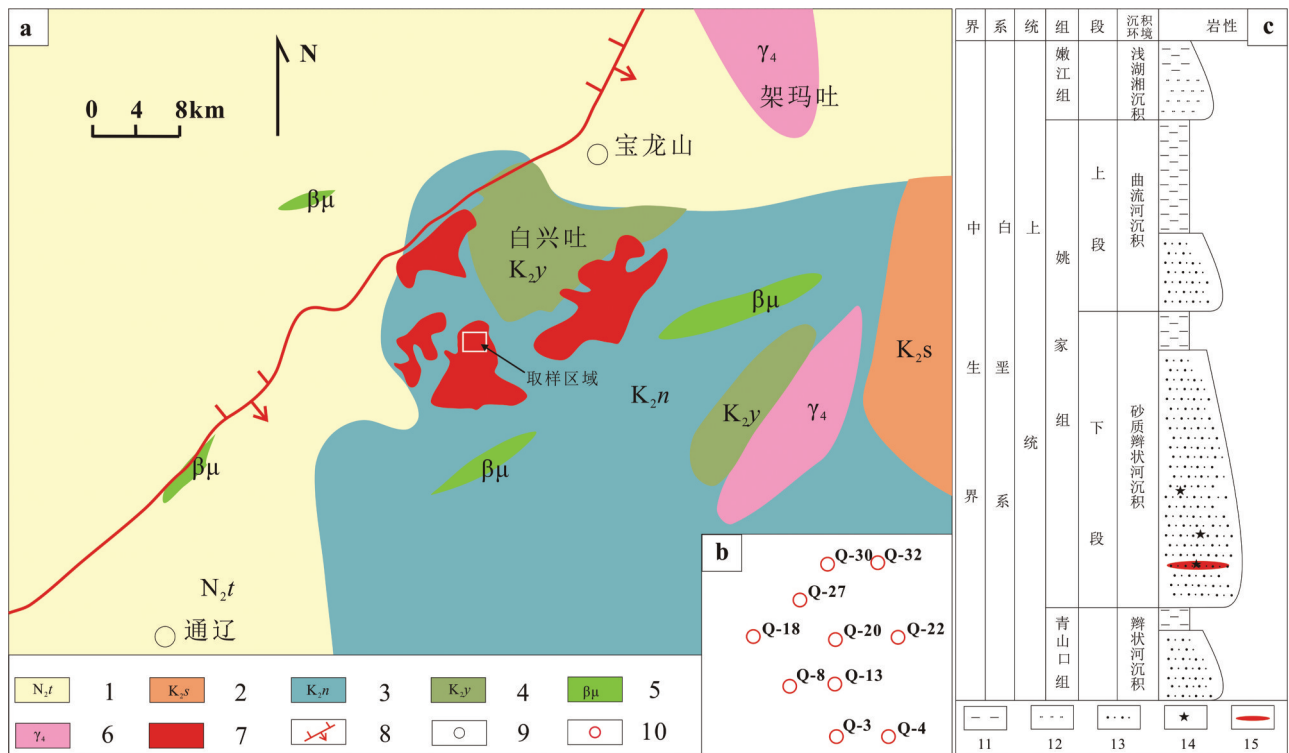 a
N
0 4 8km
γ₄
架玛吐
宝龙山
βμ
白兴吐
K₂y
βμ
K₂s
取样区域
K₂n
K₂y
γ₄
βμ
βμ
N₂t
通辽
b
Q-30 Q-32
Q-27
Q-18 Q-20 Q-22
Q-8 Q-13
Q-3 Q-4
N₂t 1 K₂s 2 K₂n 3 K₂y 4 βμ 5
γ₄ 6 7 8 9 10
c
界 系 统 组 段 沉积环境 岩性
中生界
白垩系
上统
统
嫩江组
浅湖湘沉积
姚家组
上段
曲流河沉积
下段
砂质辫状河沉积
青山口组
辫状河沉积
11 12 13 14 15